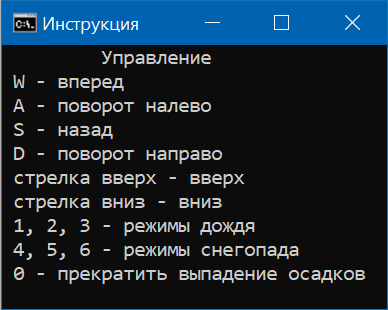 Инструкция
Управление
W - вперед
A - поворот налево
S - назад
D - поворот направо
стрелка вверх - вверх
стрелка вниз - вниз
1, 2, 3 - режимы дождя
4, 5, 6 - режимы снегопада
0 - прекратить выпадение осадков